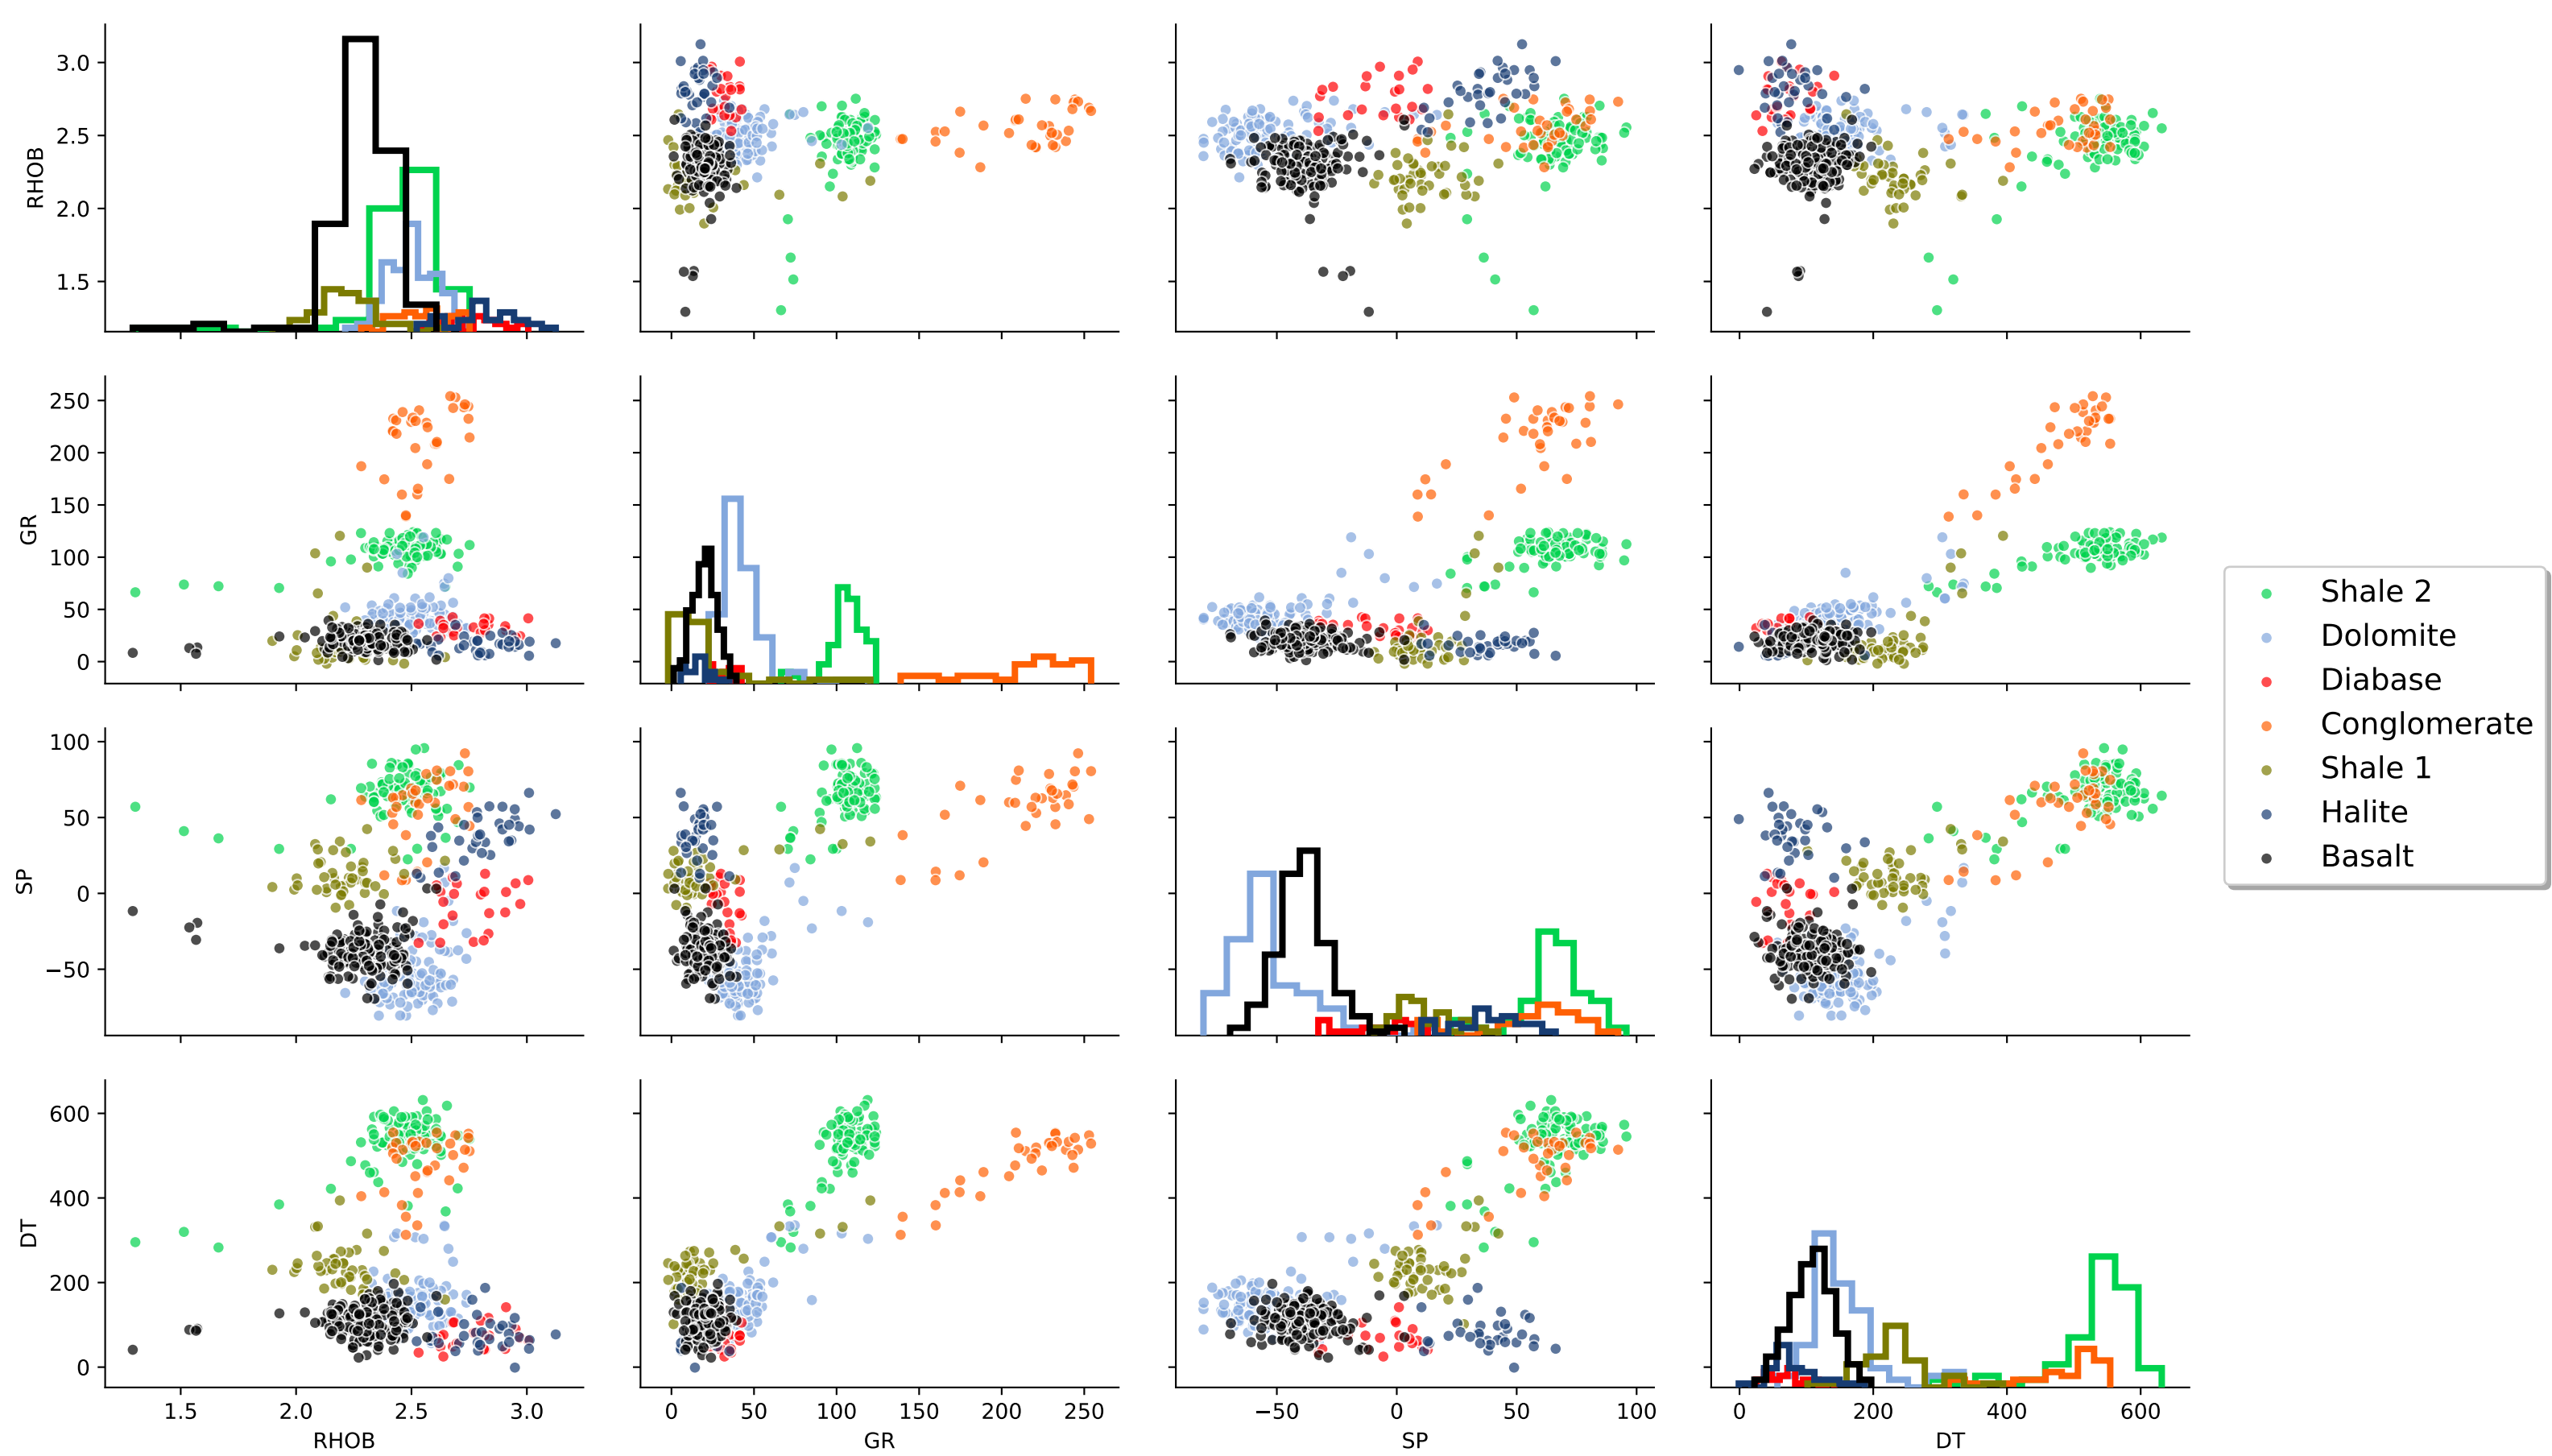 3.0
2.5
2.0
1.5
RHOB
250
200
150
100
50
0
GR
100
50
0
−50
SP
600
400
200
0
DT
1.5 2.0 2.5 3.0
RHOB
0 50 100 150 200 250
GR
−50 0 50 100
SP
0 200 400 600
DT
Shale 2
Dolomite
Diabase
Conglomerate
Shale 1
Halite
Basalt